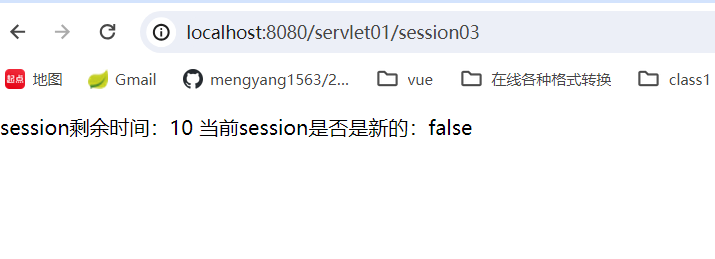 localhost:8080/servlet01/session03
起点 地图 Gmail mengyang1563/2... vue 在线各种格式转换 class1
session剩余时间：10 当前session是否是新的：false